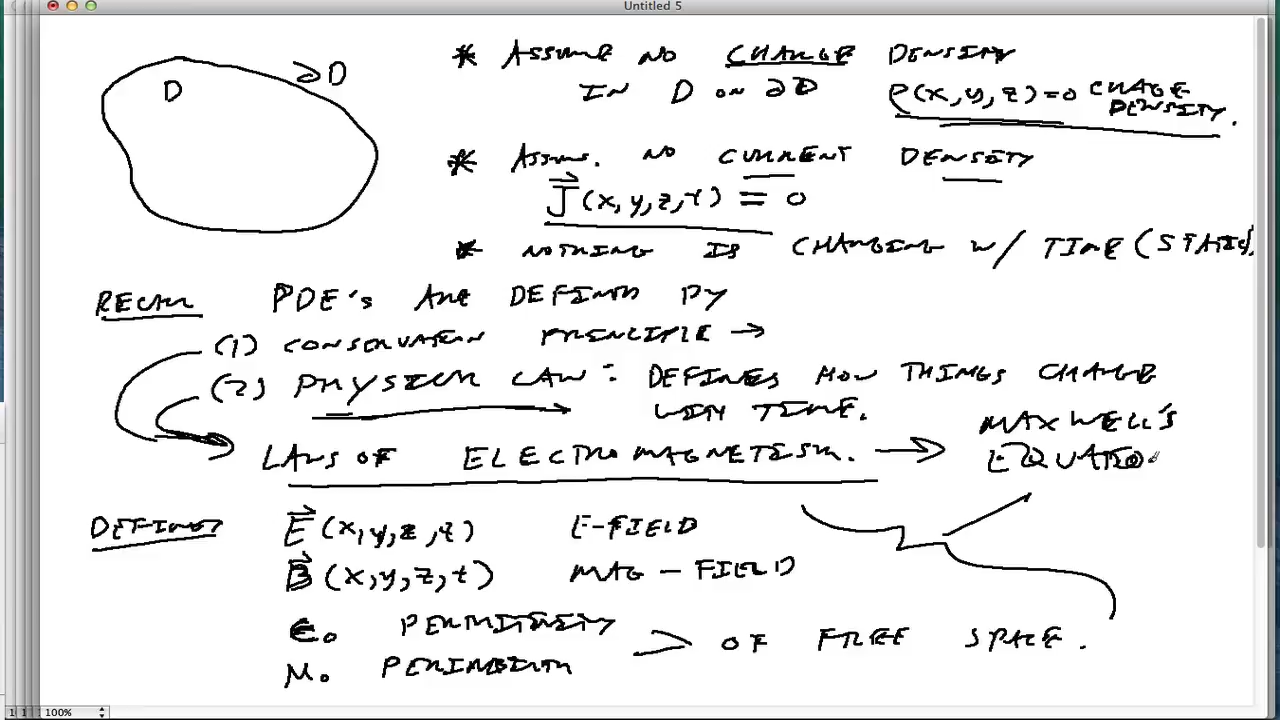 Untitled 5
D ∂D
* ASSUME NO CHARGE DENSITY
IN D OR ∂D ρ(x,y,z)=0 CHARGE DENSITY.
* ASSUME. NO CURRENT DENSITY
J⃗(x,y,z,t) = 0
* NOTHING IS CHANGING W/ TIME (STATIC).
RECALL PDE'S ARE DEFINED BY
(1) CONSERVATION PRINCIPLE →
(2) PHYSICAL LAW: DEFINES HOW THINGS CHANGE
WITH TIME.
LAWS OF ELECTROMAGNETISM. → MAXWELL'S
EQUATIO
DEFINE: E⃗(x,y,z,t) E-FIELD
B⃗(x,y,z,t) MAG-FIELD
ε₀ PERMITTIVITY
> OF FREE SPACE.
μ₀ PERMEABILITY
100%